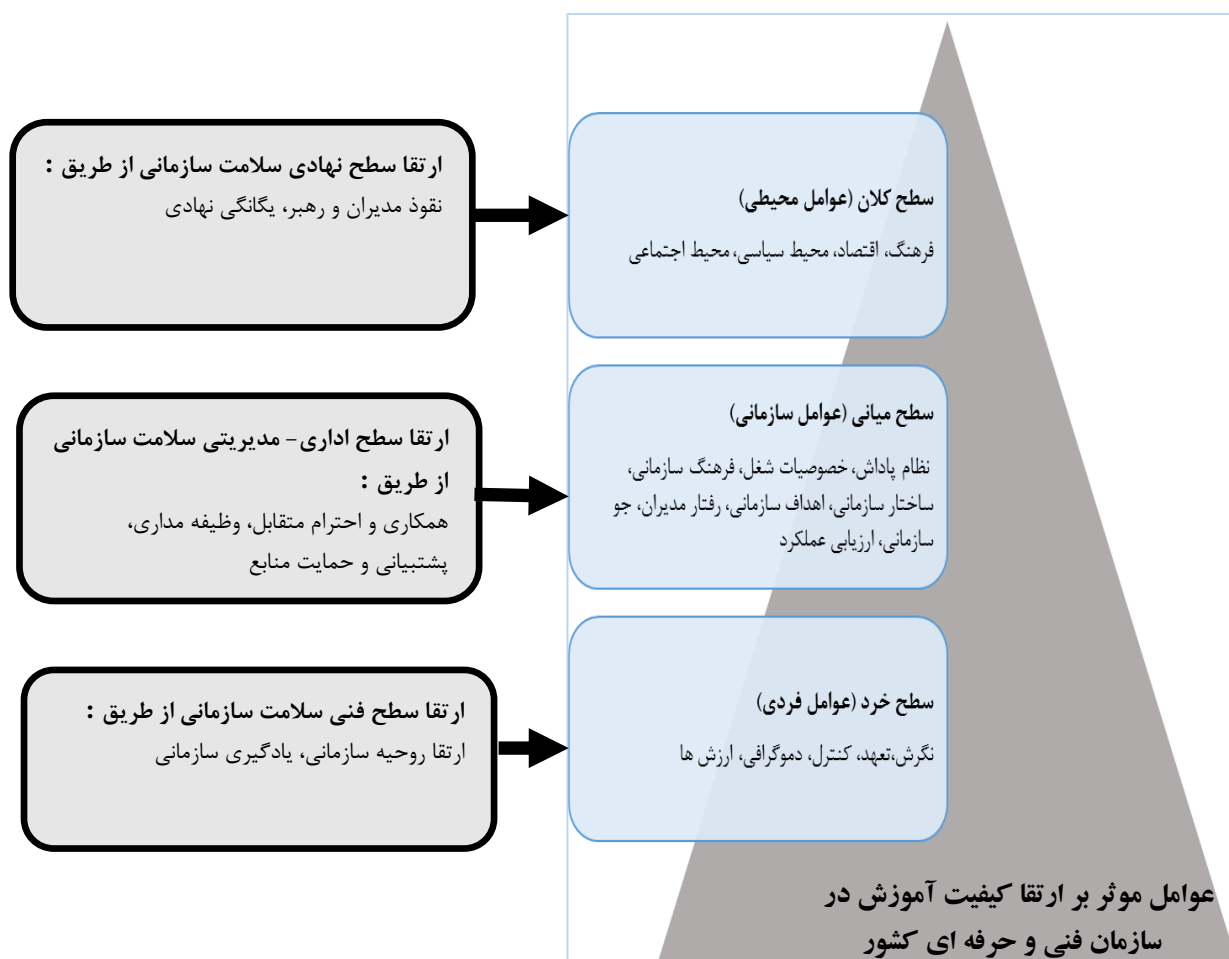 ارتقا سطح نهادی سلامت سازمانی از طریق :
نقوذ مدیران و رهبر، یگانگی نهادی
سطح کلان (عوامل محیطی)
فرهنگ، اقتصاد، محیط سیاسی، محیط اجتماعی
ارتقا سطح اداری- مدیریتی سلامت سازمانی
از طریق :
همکاری و احترام متقابل، وظیفه مداری،
پشتبیانی و حمایت منابع
سطح میانی (عوامل سازمانی)
نظام پاداش، خصوصیات شغل، فرهنگ سازمانی،
ساختار سازمانی، اهداف سازمانی، رفتار مدیران، جو
سازمانی، ارزیابی عملکرد
ارتقا سطح فنی سلامت سازمانی از طریق :
ارتقا روحیه سازمانی، یادگیری سازمانی
سطح خرد (عوامل فردی)
نگرش،تعهد، کنترل، دموگرافی، ارزش ها
عوامل موثر بر ارتقا کیفیت آموزش در
سازمان فنی و حرفه ای کشور